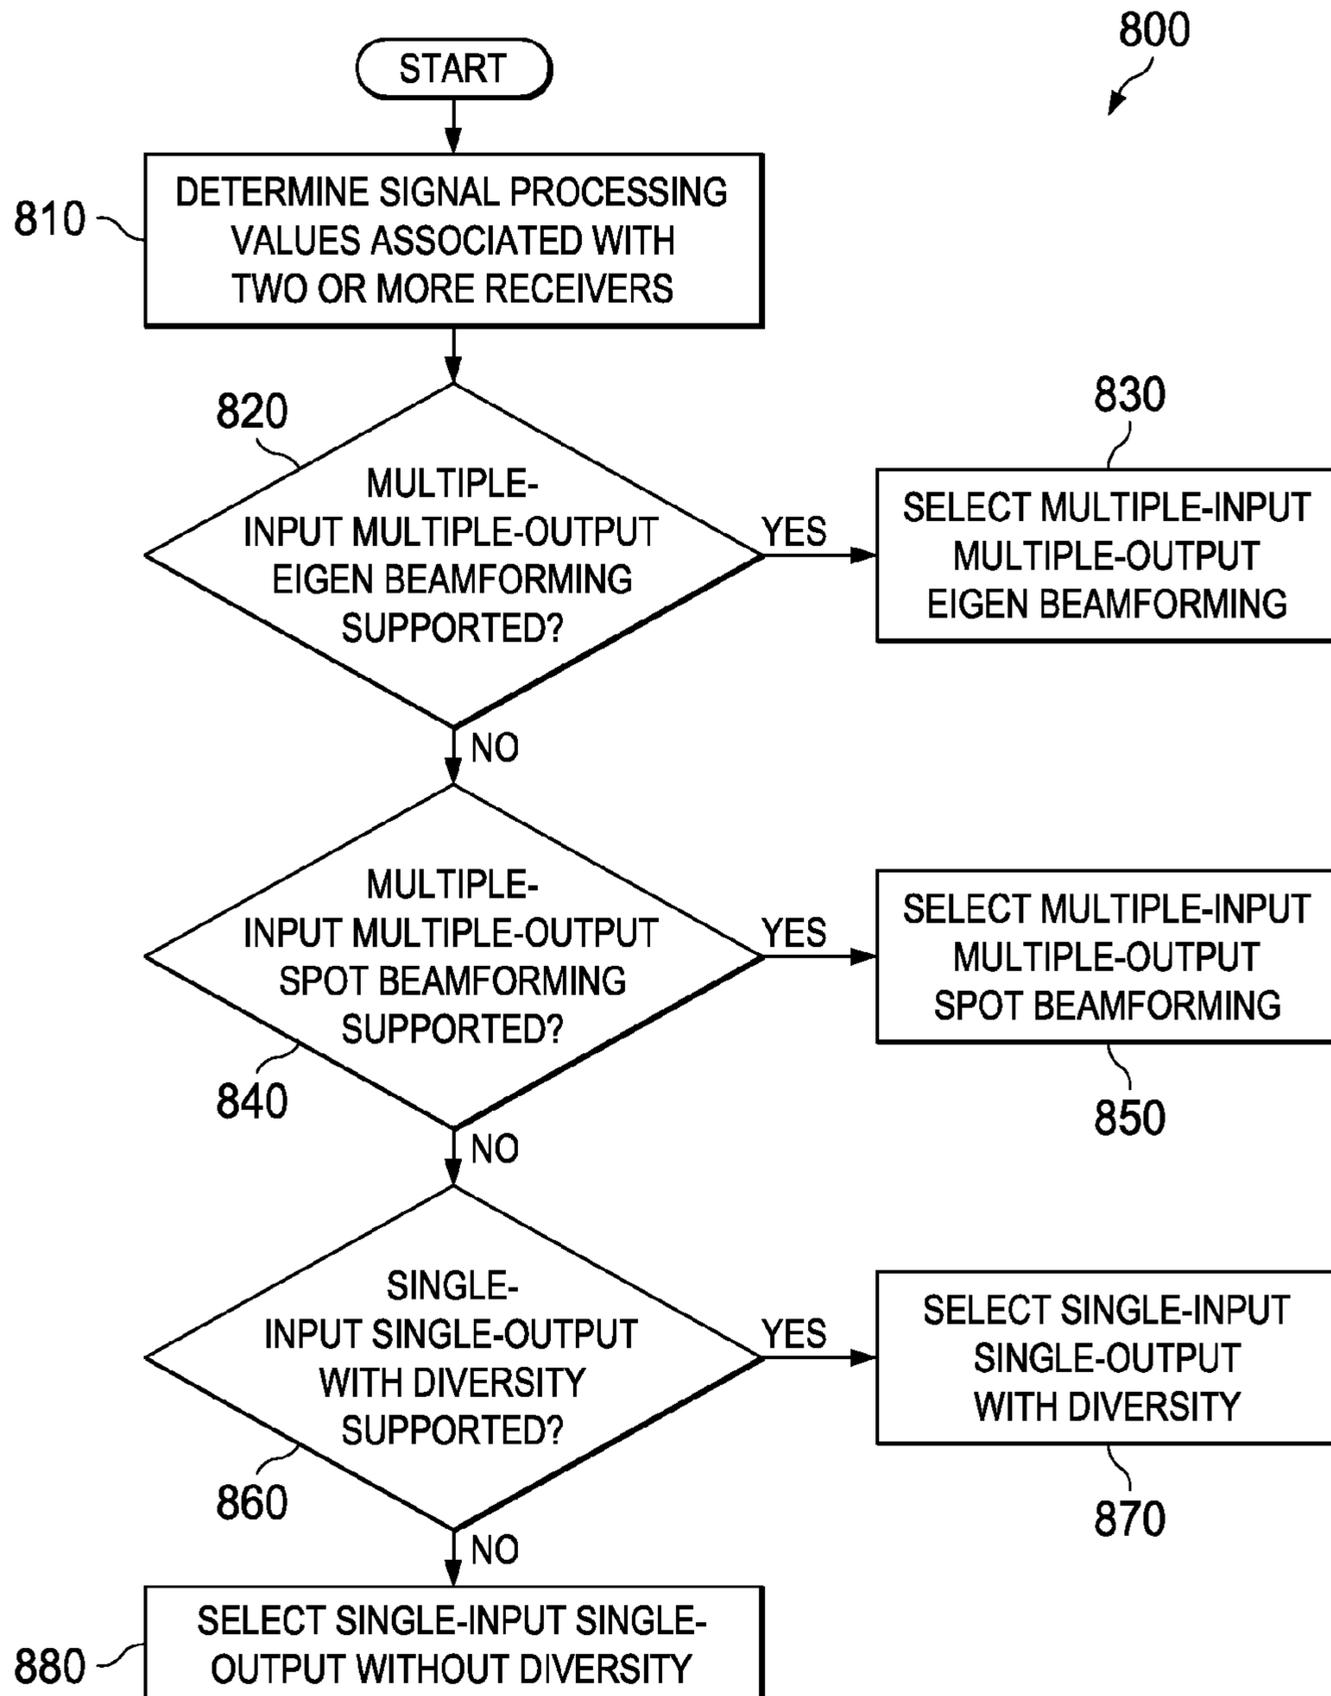 800
START
810
DETERMINE SIGNAL PROCESSING
VALUES ASSOCIATED WITH
TWO OR MORE RECEIVERS
820
MULTIPLE-
INPUT MULTIPLE-OUTPUT
EIGEN BEAMFORMING
SUPPORTED?
YES
830
SELECT MULTIPLE-INPUT
MULTIPLE-OUTPUT
EIGEN BEAMFORMING
NO
MULTIPLE-
INPUT MULTIPLE-OUTPUT
SPOT BEAMFORMING
SUPPORTED?
840
YES
SELECT MULTIPLE-INPUT
MULTIPLE-OUTPUT
SPOT BEAMFORMING
850
NO
SINGLE-
INPUT SINGLE-OUTPUT
WITH DIVERSITY
SUPPORTED?
860
YES
SELECT SINGLE-INPUT
SINGLE-OUTPUT
WITH DIVERSITY
870
NO
SELECT SINGLE-INPUT SINGLE-
OUTPUT WITHOUT DIVERSITY
880